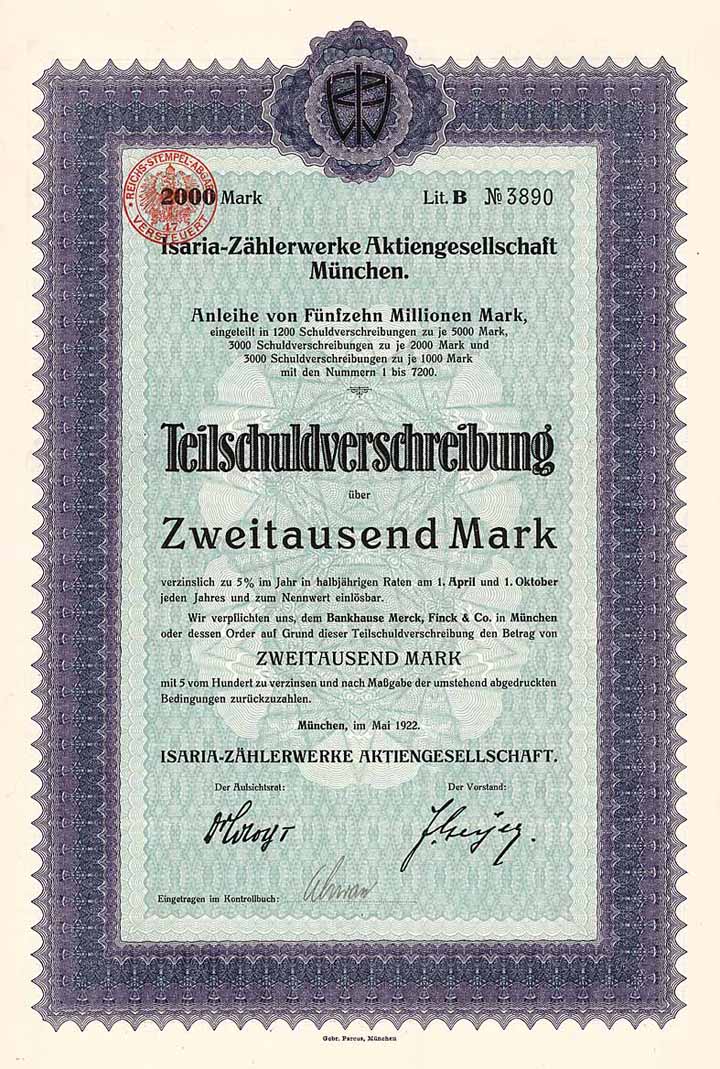 REICHS-STEMPEL-ABGABE
47
VERSTEUERT
2000 Mark Lit. B № 3890
Isaria-Zählerwerke Aktiengesellschaft
München.
Anleihe von Fünfzehn Millionen Mark,
eingeteilt in 1200 Schuldverschreibungen zu je 5000 Mark,
3000 Schuldverschreibungen zu je 2000 Mark und
3000 Schuldverschreibungen zu je 1000 Mark
mit den Nummern 1 bis 7200.
Teilschuldverschreibung
über
Zweitausend Mark
verzinslich zu 5% im Jahr in halbjährigen Raten am 1. April und 1. Oktober
jeden Jahres und zum Nennwert einlösbar.
Wir verpflichten uns, dem Bankhause Merck, Finck & Co. in München
oder dessen Order auf Grund dieser Teilschuldverschreibung den Betrag von
ZWEITAUSEND MARK
mit 5 vom Hundert zu verzinsen und nach Maßgabe der umstehend abgedruckten
Bedingungen zurückzuzahlen.
München, im Mai 1922.
ISARIA-ZÄHLERWERKE AKTIENGESELLSCHAFT.
Der Aufsichtsrat: Der Vorstand:
Eingetragen im Kontrollbuch:
Gebr. Parcus, München